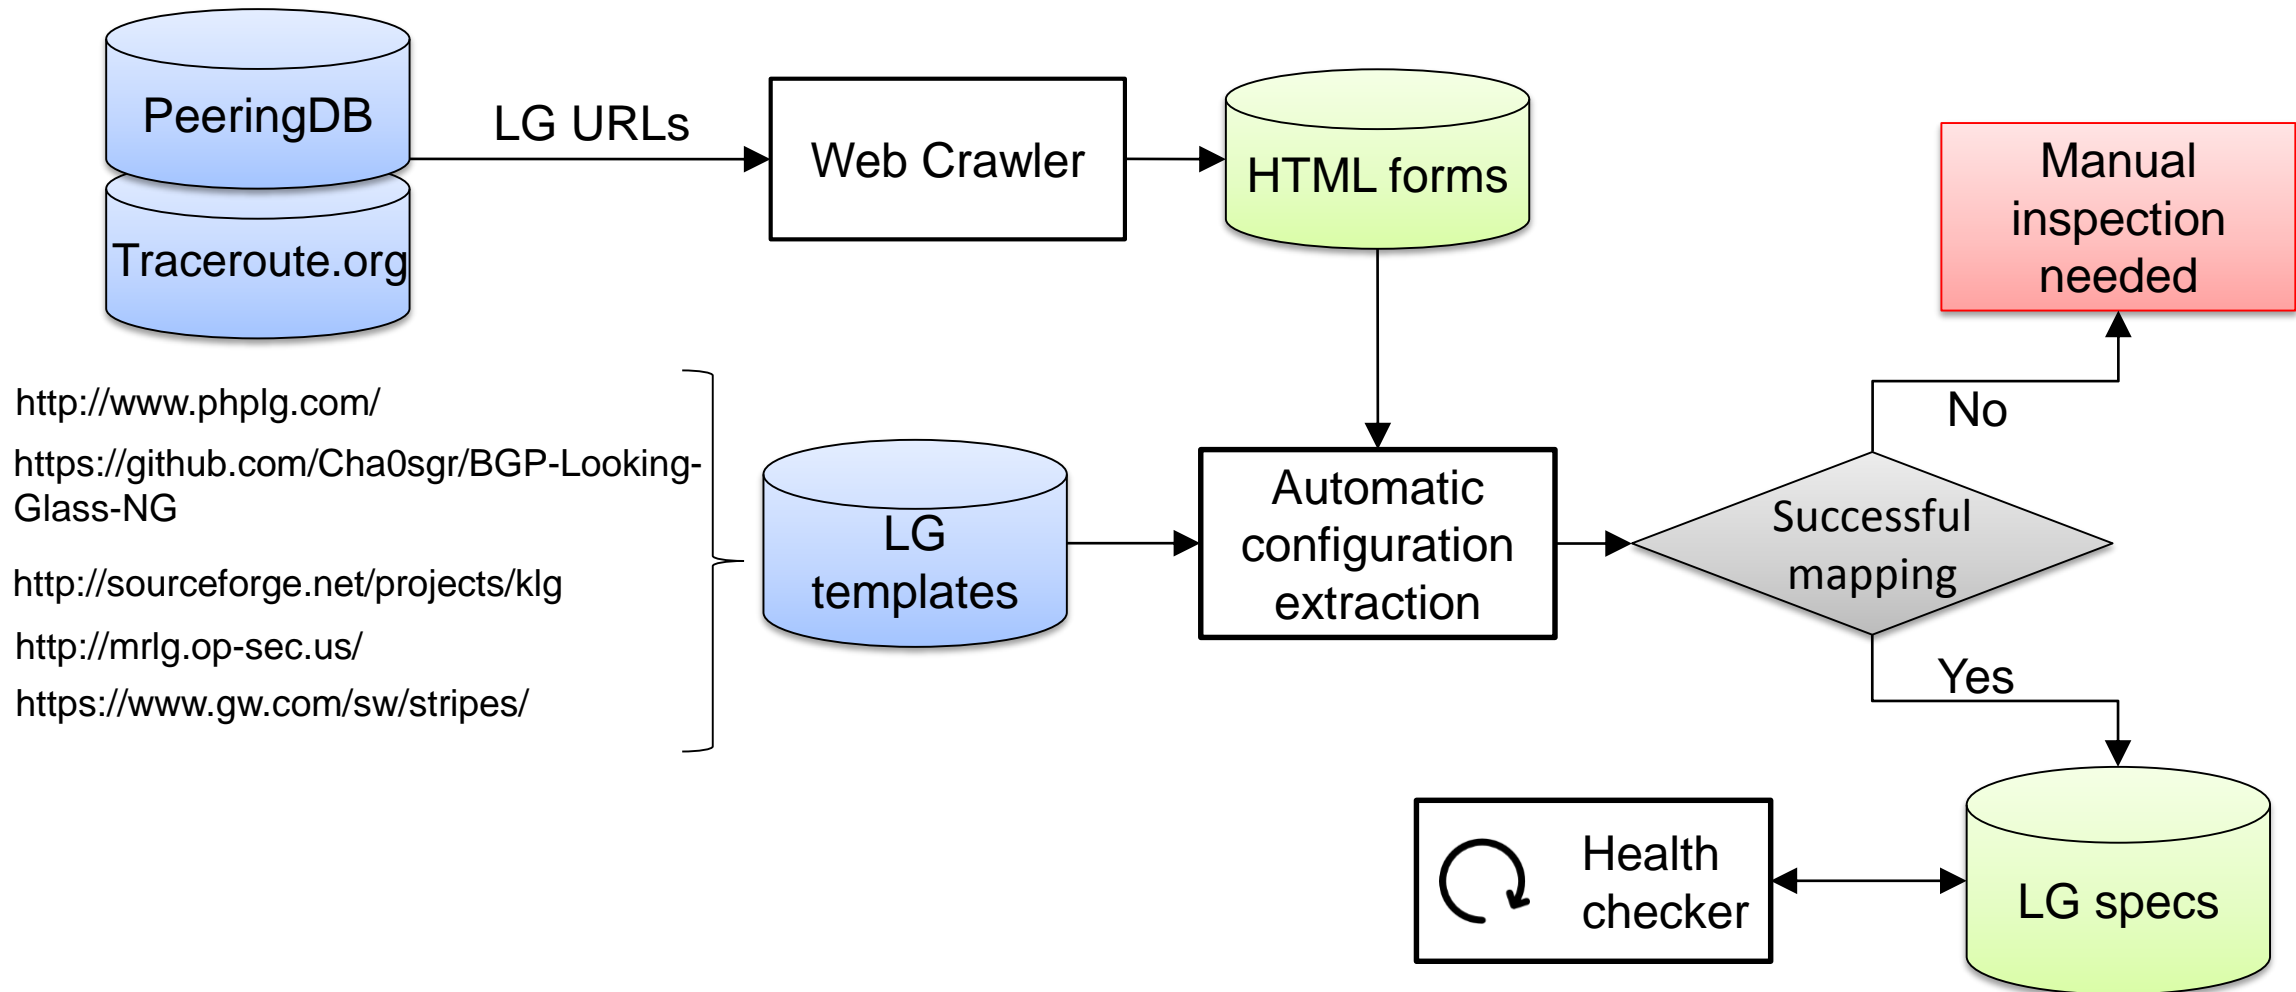 PeeringDB
LG URLs
Web Crawler
HTML forms
Manual
inspection
needed
Traceroute.org
http://www.phplg.com/
https://github.com/Cha0sgr/BGP-Looking-
Glass-NG
http://sourceforge.net/projects/klg
http://mrlg.op-sec.us/
https://www.gw.com/sw/stripes/
LG
templates
Automatic
configuration
extraction
Successful
mapping
No
Yes
Health
checker
LG specs